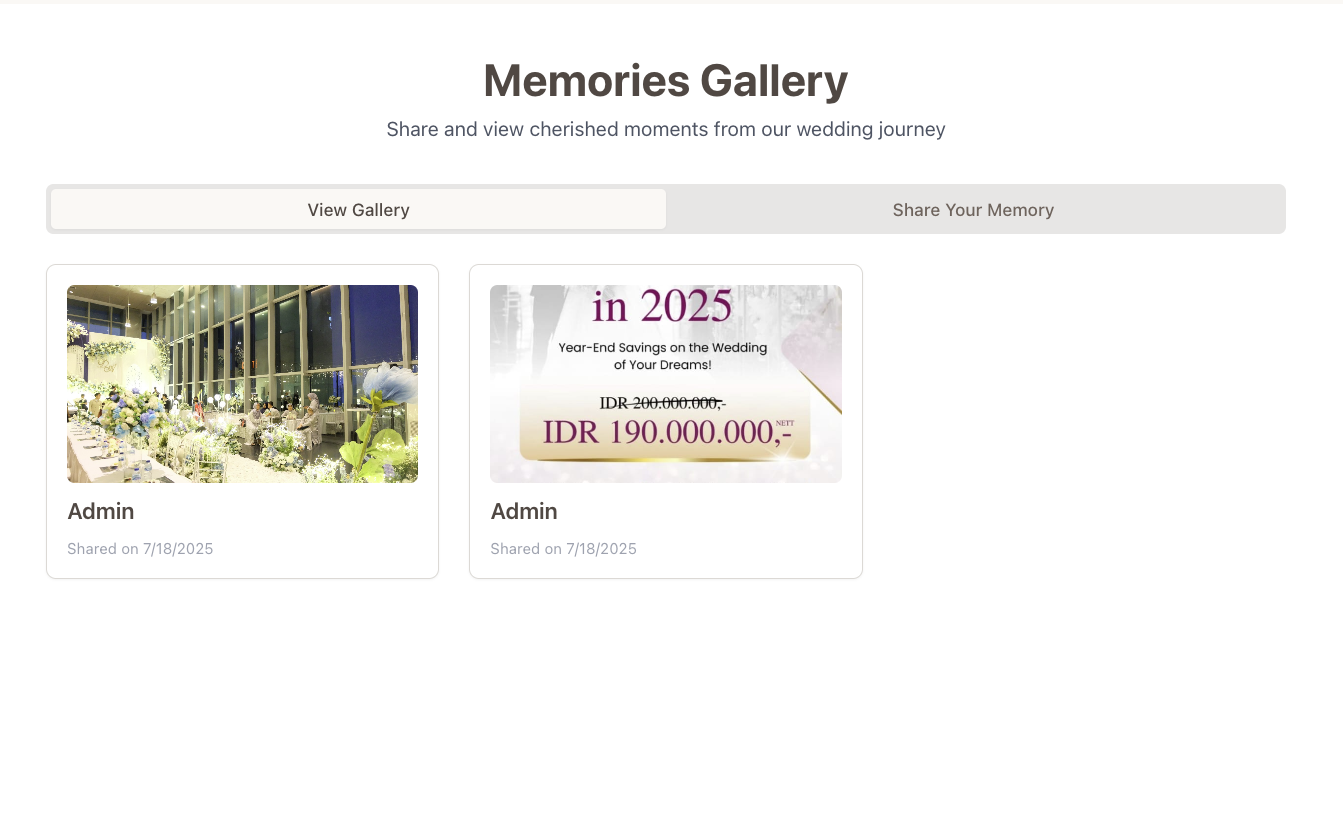 Memories Gallery
Share and view cherished moments from our wedding journey
View Gallery
Share Your Memory
in 2025
Year-End Savings on the Wedding
of Your Dreams!
IDR 200.000.000,-
NETT
IDR 190.000.000,-
Admin
Shared on 7/18/2025
Admin
Shared on 7/18/2025